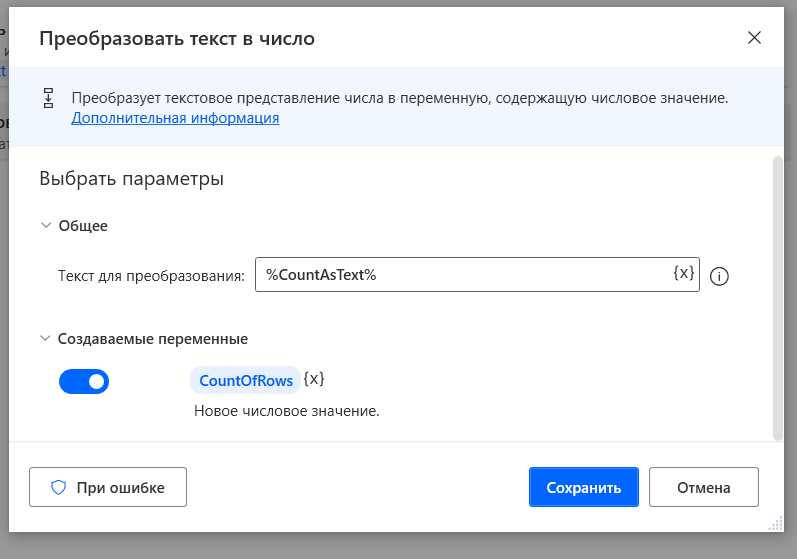 Преобразовать текст в число
Преобразует текстовое представление числа в переменную, содержащую числовое значение.
Дополнительная информация
Выбрать параметры
Общее
Текст для преобразования:
%CountAsText%
{x}
Создаваемые переменные
CountOfRows {x}
Новое числовое значение.
При ошибке
Сохранить
Отмена